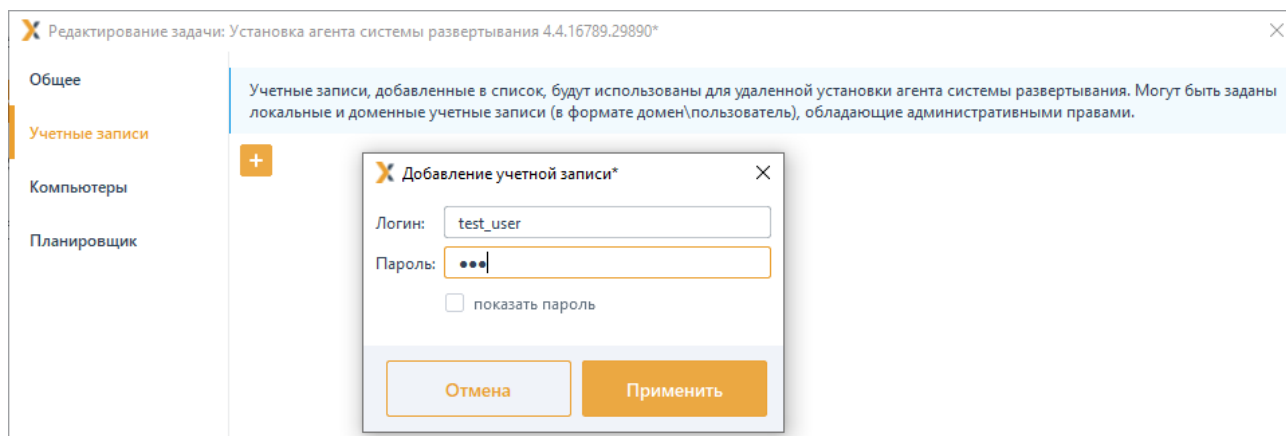 Редактирование задачи: Установка агента системы развертывания 4.4.16789.29890*
Общее
Учетные записи
Компьютеры
Планировщик
Учетные записи, добавленные в список, будут использованы для удаленной установки агента системы развертывания. Могут быть заданы
локальные и доменные учетные записи (в формате домен\пользователь), обладающие административными правами.
+
Добавление учетной записи*
Логин: test_user
Пароль: •••
показать пароль
Отмена Применить